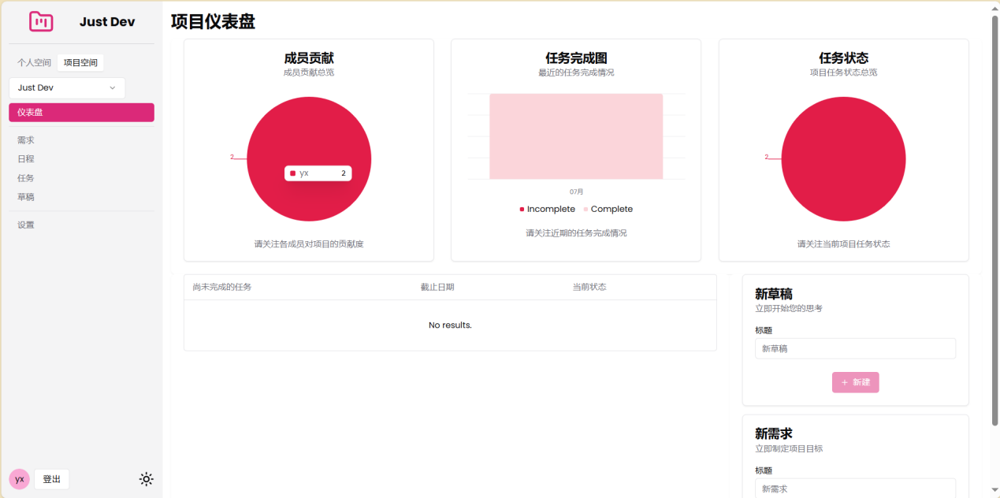 Just Dev
个人空间 项目空间
Just Dev
仪表盘
需求
日程
任务
草稿
设置
yx 登出
项目仪表盘
成员贡献
成员贡献总览
2
yx 2
请关注各成员对项目的贡献度
任务完成图
最近的任务完成情况
07月
Incomplete Complete
请关注近期的任务完成情况
任务状态
项目任务状态总览
2
请关注当前项目任务状态
尚未完成的任务 截止日期 当前状态
No results.
新草稿
立即开始您的思考
标题
新草稿
+ 新建
新需求
立即制定项目目标
标题
新需求